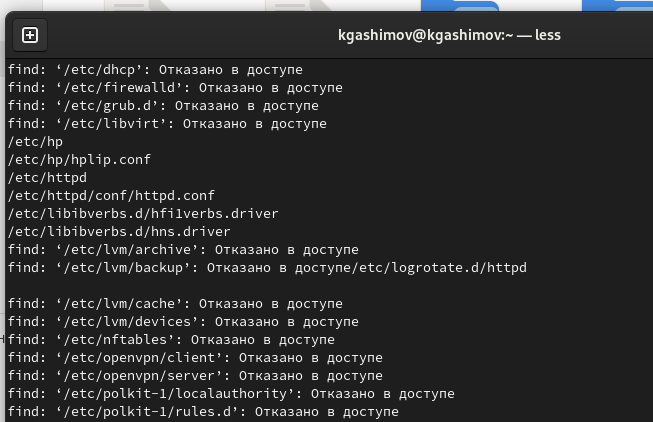 kgashimov@kgashimov:~ — less
find: ‘/etc/dhcp’: Отказано в доступе
find: ‘/etc/firewalld’: Отказано в доступе
find: ‘/etc/grub.d’: Отказано в доступе
find: ‘/etc/libvirt’: Отказано в доступе
/etc/hp
/etc/hp/hplip.conf
/etc/httpd
/etc/httpd/conf/httpd.conf
/etc/libibverbs.d/hfi1verbs.driver
/etc/libibverbs.d/hns.driver
find: ‘/etc/lvm/archive’: Отказано в доступе
find: ‘/etc/lvm/backup’: Отказано в доступе/etc/logrotate.d/httpd
find: ‘/etc/lvm/cache’: Отказано в доступе
find: ‘/etc/lvm/devices’: Отказано в доступе
find: ‘/etc/nftables’: Отказано в доступе
find: ‘/etc/openvpn/client’: Отказано в доступе
find: ‘/etc/openvpn/server’: Отказано в доступе
find: ‘/etc/polkit-1/localauthority’: Отказано в доступе
find: ‘/etc/polkit-1/rules.d’: Отказано в доступе